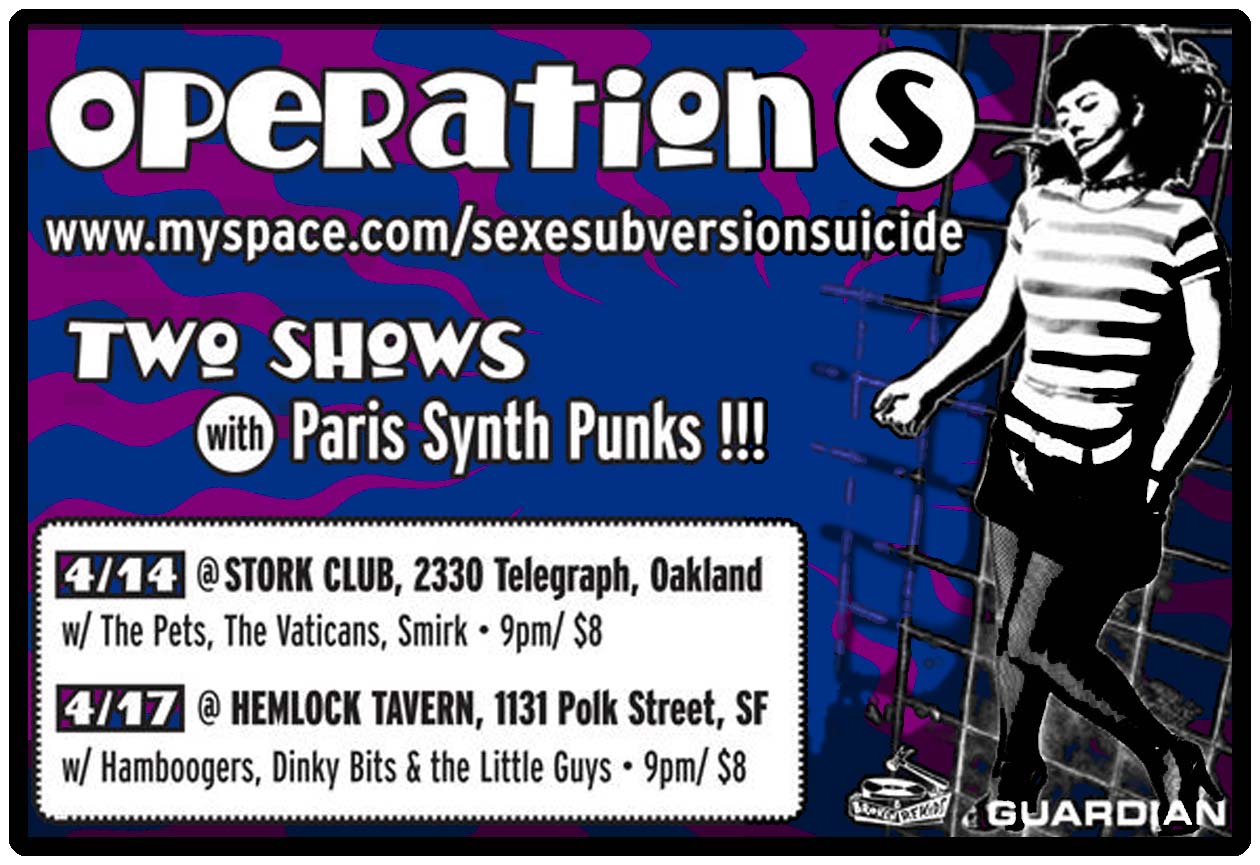 OPERATION S
www.myspace.com/sexesubversionsuicide
TWO SHOWS
with Paris Synth Punks !!!
4/14 @ STORK CLUB, 2330 Telegraph, Oakland
w/ The Pets, The Vaticans, Smirk • 9pm/ $8
4/17 @ HEMLOCK TAVERN, 1131 Polk Street, SF
w/ Hamboogers, Dinky Bits & the Little Guys • 9pm/ $8
GUARDIAN